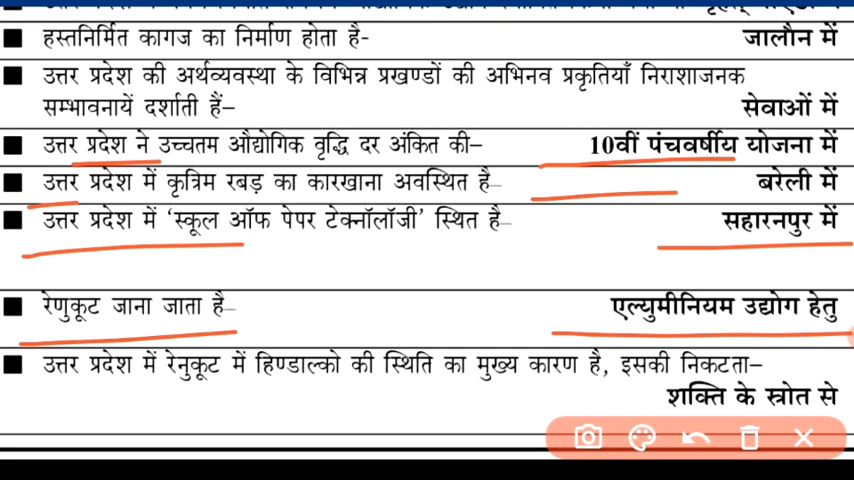 हस्तनिर्मित कागज का निर्माण होता है- जालौन में
उत्तर प्रदेश की अर्थव्यवस्था के विभिन्न प्रखण्डों की अभिनव प्रकृतियाँ निराशाजनक
सम्भावनायें दर्शाती हैं– सेवाओं में
उत्तर प्रदेश ने उच्चतम औद्योगिक वृद्धि दर अंकित की– 10वीं पंचवर्षीय योजना में
उत्तर प्रदेश में कृत्रिम रबड़ का कारखाना अवस्थित है– बरेली में
उत्तर प्रदेश में ‘स्कूल ऑफ पेपर टेक्नॉलॉजी’ स्थित है– सहारनपुर में
रेणुकूट जाना जाता है– एल्युमीनियम उद्योग हेतु
उत्तर प्रदेश में रेनुकूट में हिण्डाल्को की स्थिति का मुख्य कारण है, इसकी निकटता–
शक्ति के स्त्रोत से